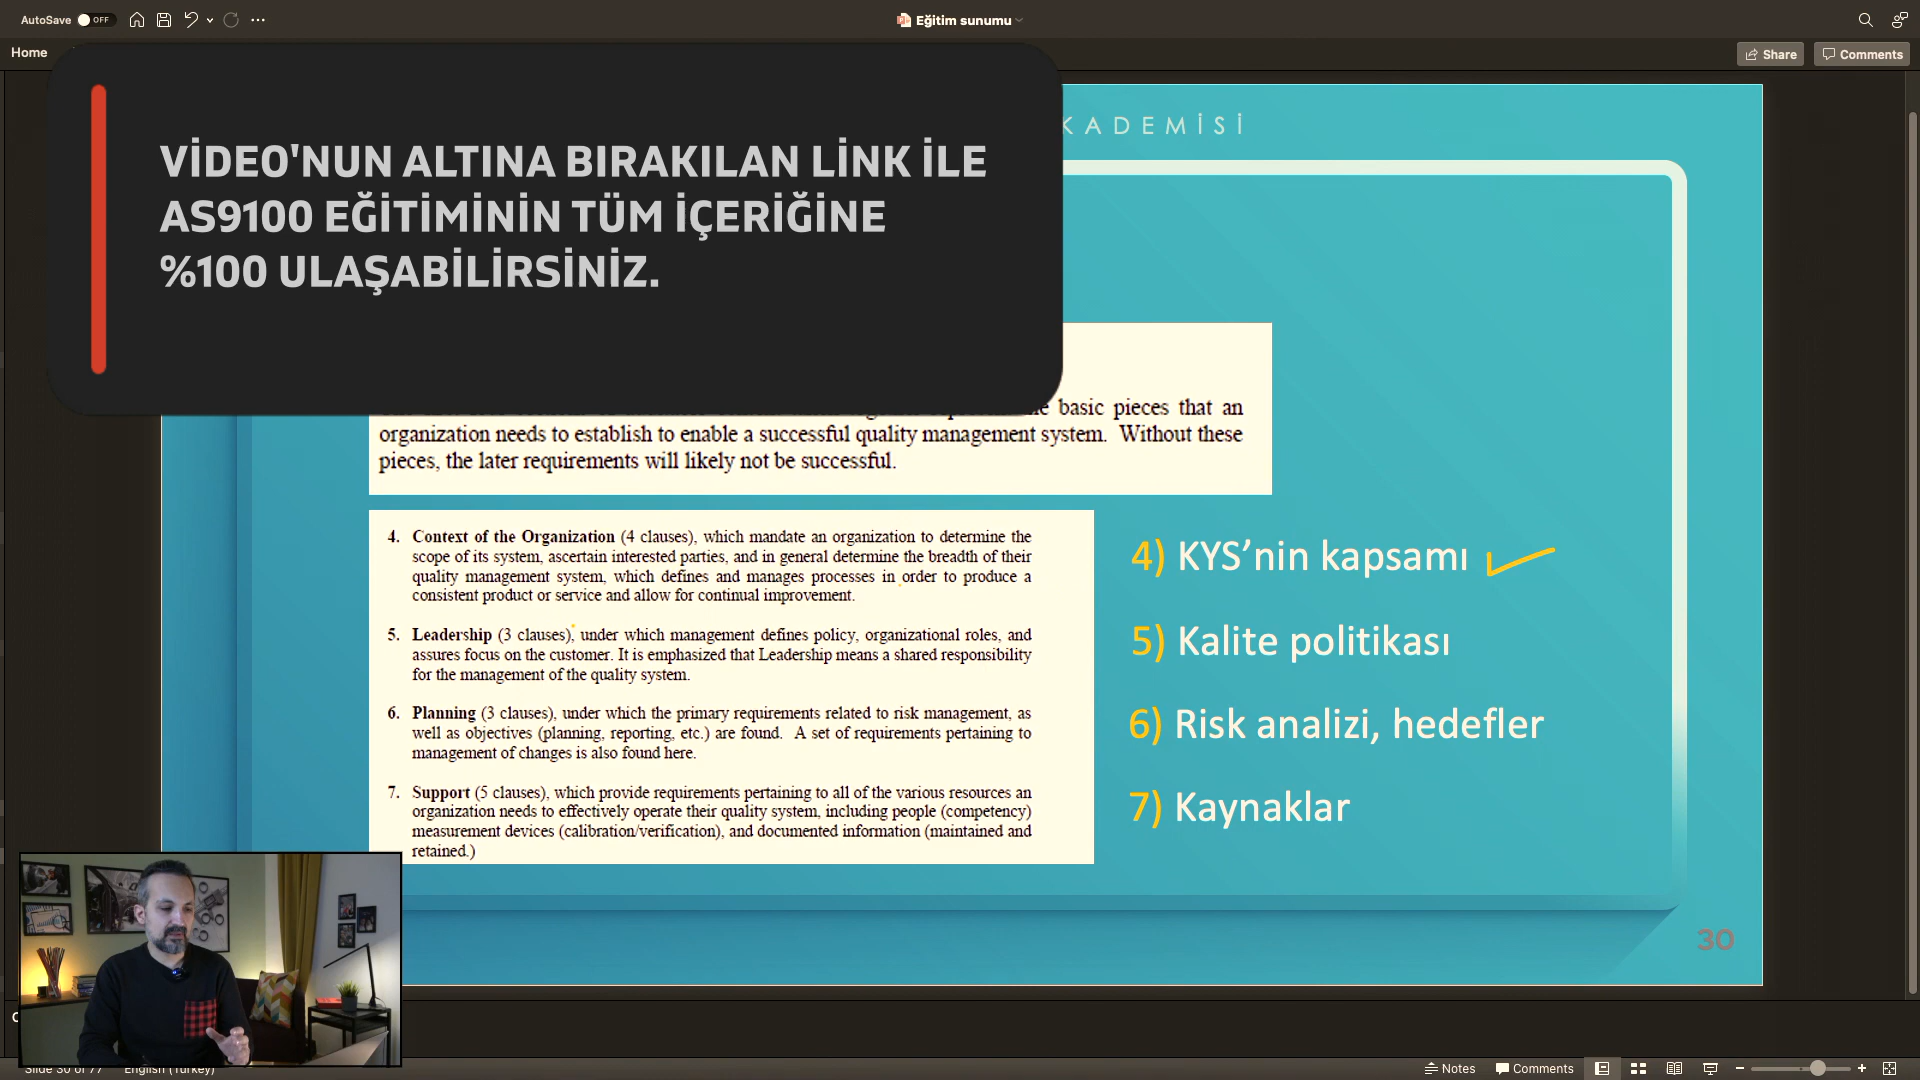 AutoSave OFF
Eğitim sunumu
Home
Share
Comments
KADEMİSİ
VİDEO'NUN ALTINA BIRAKILAN LİNK İLE
AS9100 EĞİTİMİNİN TÜM İÇERİĞİNE
%100 ULAŞABİLİRSİNİZ.
basic pieces that an
organization needs to establish to enable a successful quality management system. Without these
pieces, the later requirements will likely not be successful.
4. Context of the Organization (4 clauses), which mandate an organization to determine the
scope of its system, ascertain interested parties, and in general determine the breadth of their
quality management system, which defines and manages processes in order to produce a
consistent product or service and allow for continual improvement.
5. Leadership (3 clauses), under which management defines policy, organizational roles, and
assures focus on the customer. It is emphasized that Leadership means a shared responsibility
for the management of the quality system.
6. Planning (3 clauses), under which the primary requirements related to risk management, as
well as objectives (planning, reporting, etc.) are found. A set of requirements pertaining to
management of changes is also found here.
7. Support (5 clauses), which provide requirements pertaining to all of the various resources an
organization needs to effectively operate their quality system, including people (competency)
measurement devices (calibration/verification), and documented information (maintained and
retained.)
4) KYS’nin kapsamı
5) Kalite politikası
6) Risk analizi, hedefler
7) Kaynaklar
30
Slide 30 of 77 English (Turkey)
Notes
Comments